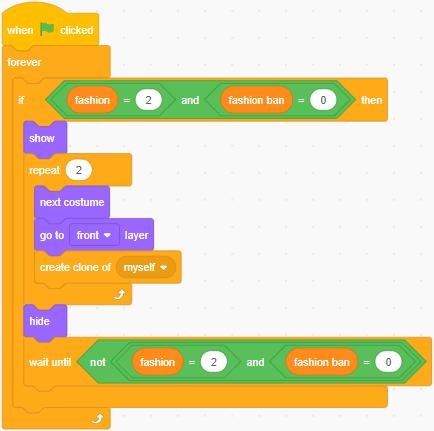 when clicked
forever
if fashion = 2 and fashion ban = 0 then
show
repeat 2
next costume
go to front layer
create clone of myself
hide
wait until not fashion = 2 and fashion ban = 0